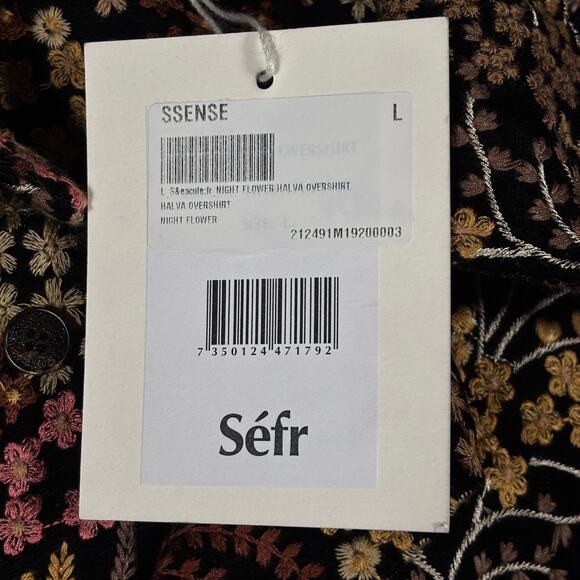 SSENSE L
OVERSHIRT
L S&eacute;fr NIGHT FLOWER HALVA OVERSHIRT
HALVA OVERSHIRT
NIGHT FLOWER SIZE: L
212491M19200003
7 350124 471792
Séfr